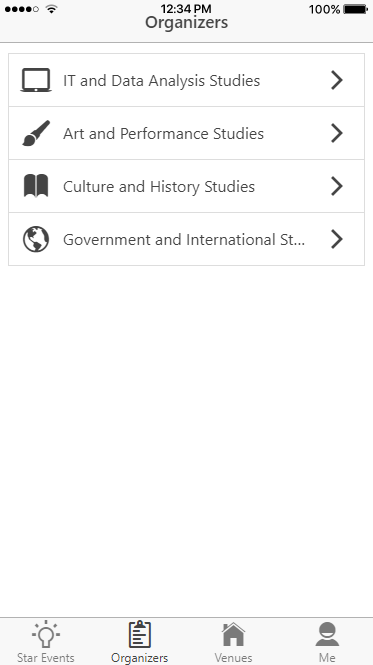 12:34 PM
100%
Organizers
IT and Data Analysis Studies
Art and Performance Studies
Culture and History Studies
Government and International St...
Star Events
Organizers
Venues
Me